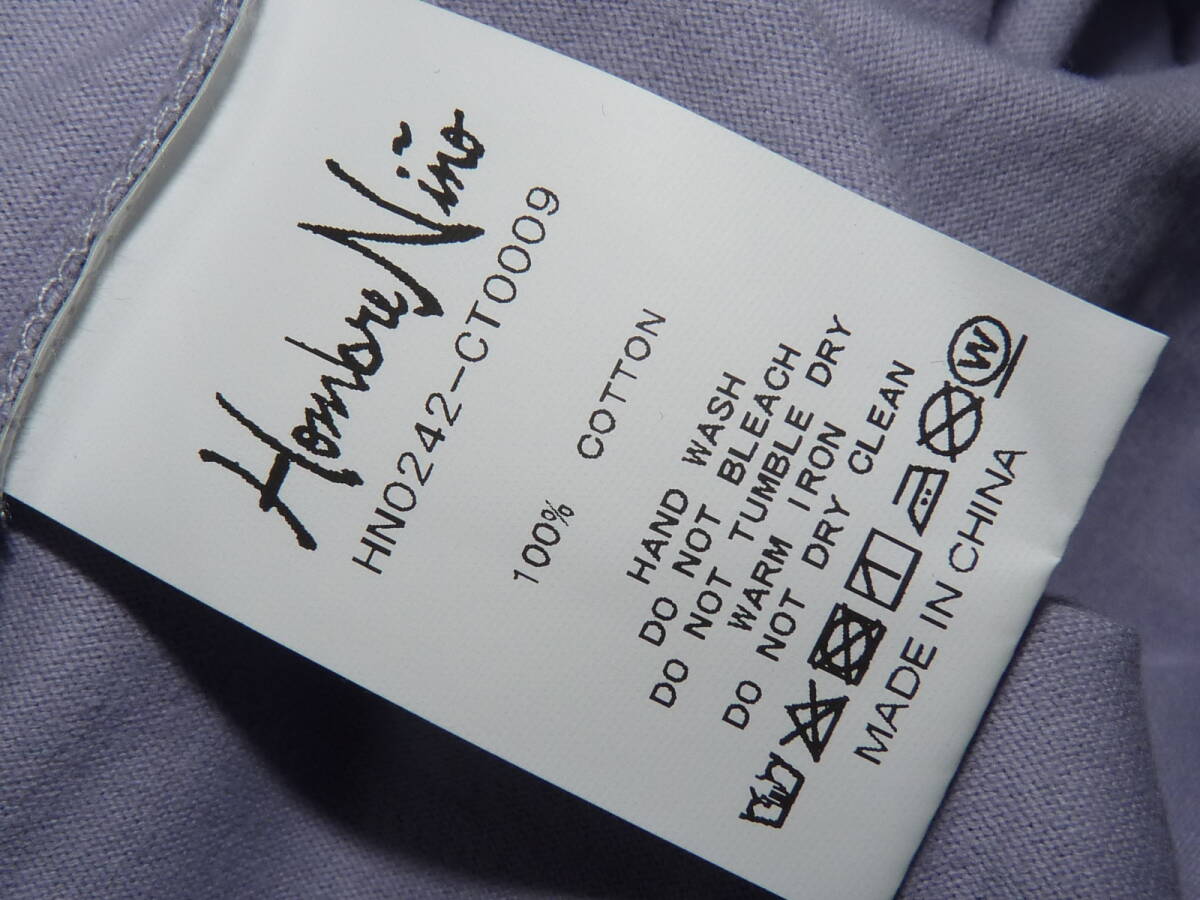 Hombre Niño
HN0242-CT0009
100% COTTON
HAND WASH
DO NOT BLEACH
DO NOT TUMBLE DRY
WARM IRON
DO NOT DRY CLEAN
W
MADE IN CHINA